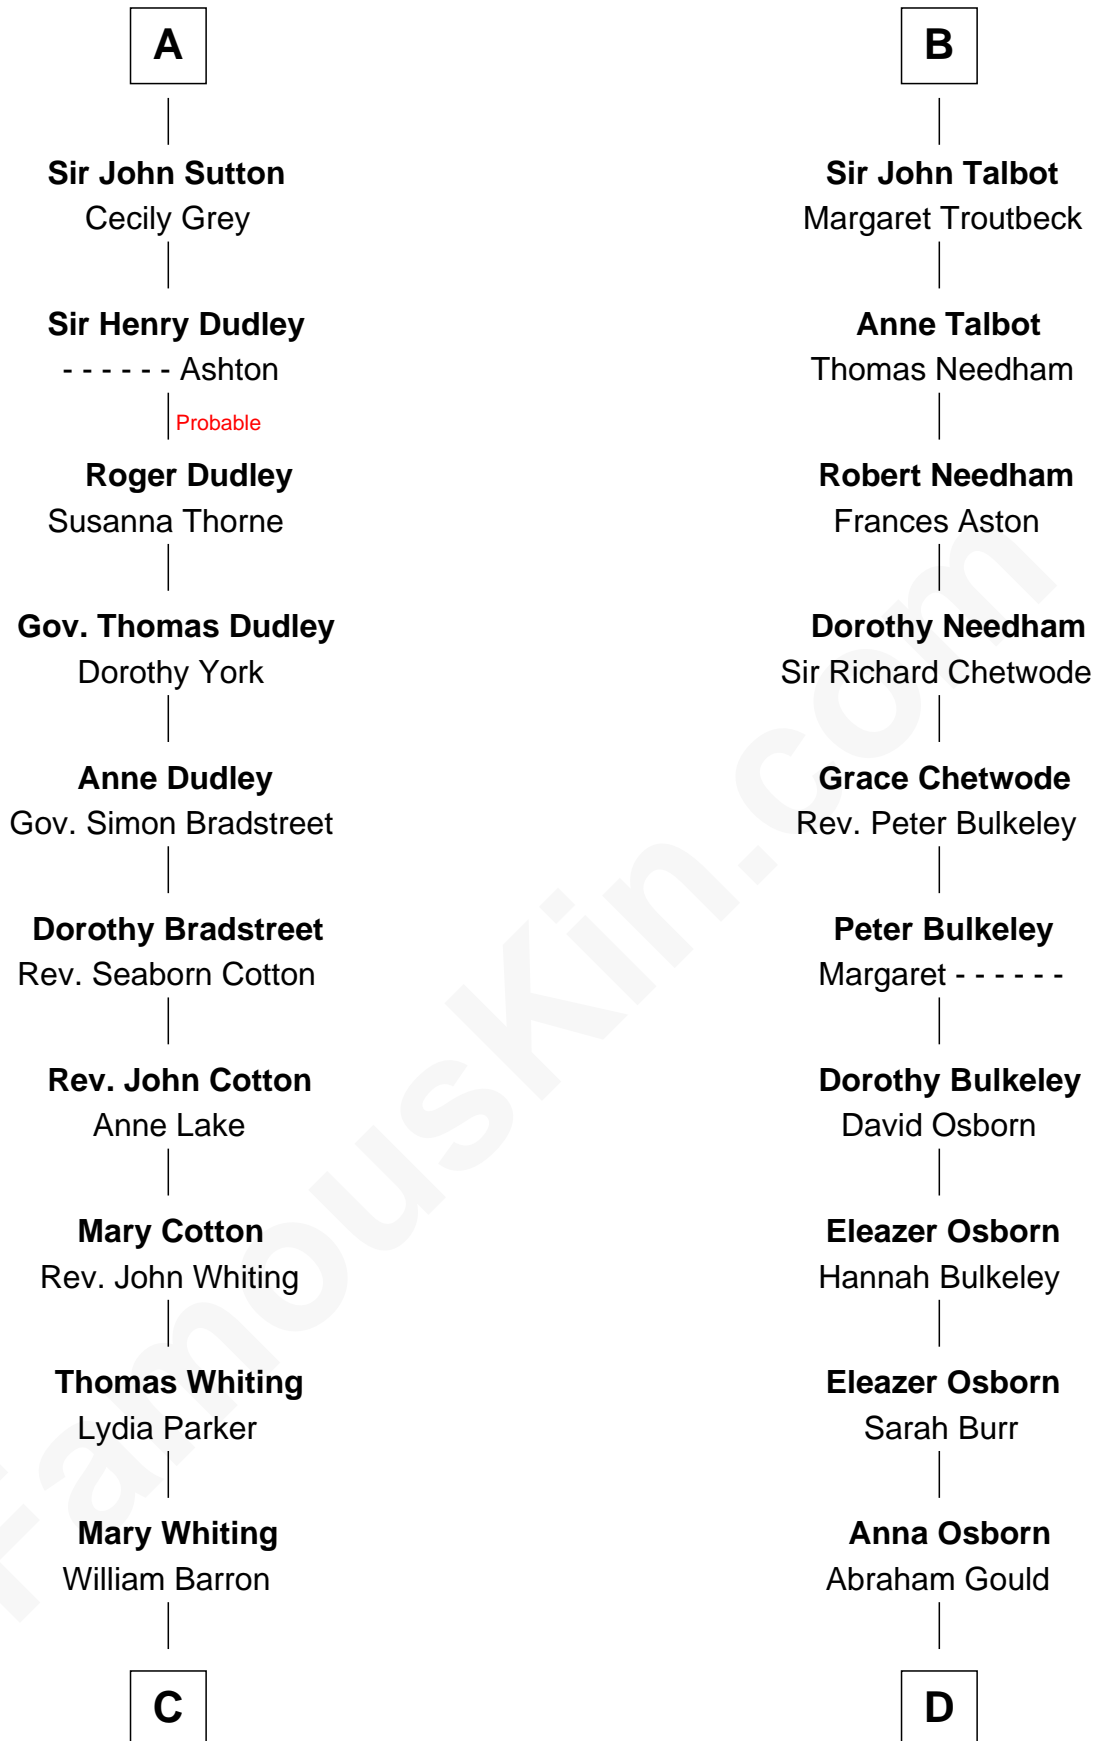 A
Sir John Sutton
Cecily Grey
Sir Henry Dudley
- - - - - - Ashton
Probable
Roger Dudley
Susanna Thorne
Gov. Thomas Dudley
Dorothy York
Anne Dudley
Gov. Simon Bradstreet
Dorothy Bradstreet
Rev. Seaborn Cotton
Rev. John Cotton
Anne Lake
Mary Cotton
Rev. John Whiting
Thomas Whiting
Lydia Parker
Mary Whiting
William Barron
C
B
Sir John Talbot
Margaret Troutbeck
Anne Talbot
Thomas Needham
Robert Needham
Frances Aston
Dorothy Needham
Sir Richard Chetwode
Grace Chetwode
Rev. Peter Bulkeley
Peter Bulkeley
Margaret - - - - - -
Dorothy Bulkeley
David Osborn
Eleazer Osborn
Hannah Bulkeley
Eleazer Osborn
Sarah Burr
Anna Osborn
Abraham Gould
D
FamousKin.com